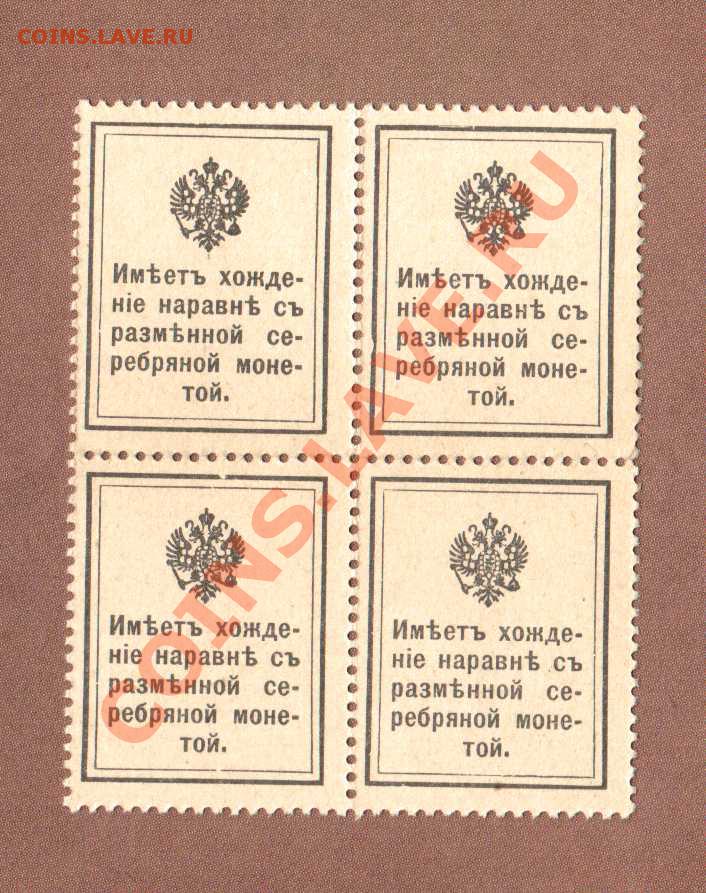 COINS.LAVE.RU
Имѣетъ хожде-
ніе наравнѣ съ
размѣнной се-
ребряной моне-
той.
Имѣетъ хожде-
ніе наравнѣ съ
размѣнной се-
ребряной моне-
той.
Имѣетъ хожде-
ніе наравнѣ съ
размѣнной се-
ребряной моне-
той.
Имѣетъ хожде-
ніе наравнѣ съ
размѣнной се-
ребряной моне-
той.
COINS.LAVE.RU